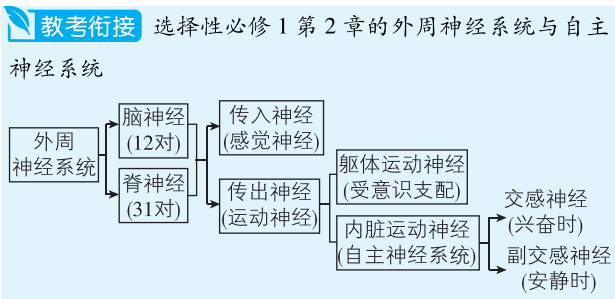 教考衔接 选择性必修1第2章的外周神经系统与自主
神经系统
外周
神经系统
脑神经
(12对)
脊神经
(31对)
传入神经
(感觉神经)
传出神经
(运动神经)
躯体运动神经
(受意识支配)
内脏运动神经
(自主神经系统)
交感神经
(兴奋时)
副交感神经
(安静时)